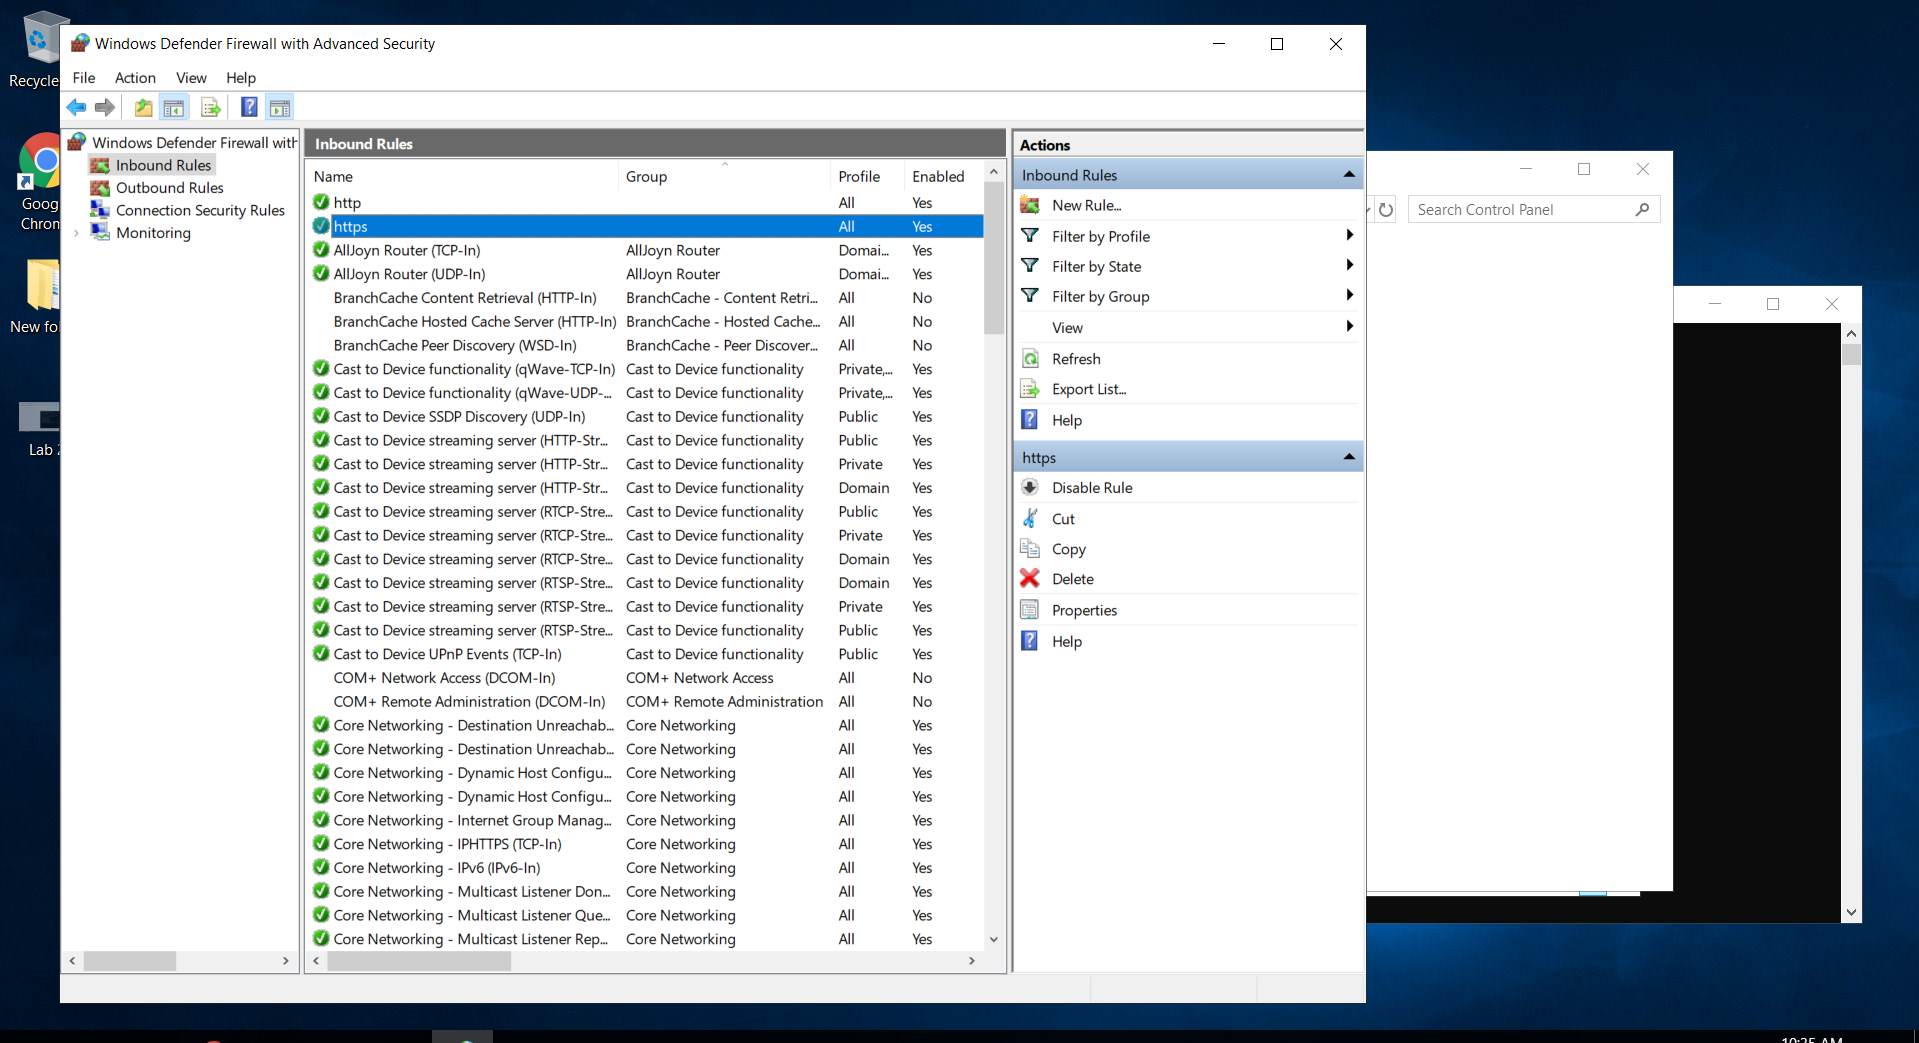 Recycle
Goog
Chrom
New fo
Lab 2
Windows Defender Firewall with Advanced Security
File Action View Help
Windows Defender Firewall with
Inbound Rules
Outbound Rules
Connection Security Rules
Monitoring
Inbound Rules
Name Group Profile Enabled
http All Yes
https All Yes
AllJoyn Router (TCP-In) AllJoyn Router Domai... Yes
AllJoyn Router (UDP-In) AllJoyn Router Domai... Yes
BranchCache Content Retrieval (HTTP-In) BranchCache - Content Retri... All No
BranchCache Hosted Cache Server (HTTP-In) BranchCache - Hosted Cache... All No
BranchCache Peer Discovery (WSD-In) BranchCache - Peer Discover... All No
Cast to Device functionality (qWave-TCP-In) Cast to Device functionality Private,... Yes
Cast to Device functionality (qWave-UDP-... Cast to Device functionality Private,... Yes
Cast to Device SSDP Discovery (UDP-In) Cast to Device functionality Public Yes
Cast to Device streaming server (HTTP-Str... Cast to Device functionality Public Yes
Cast to Device streaming server (HTTP-Str... Cast to Device functionality Private Yes
Cast to Device streaming server (HTTP-Str... Cast to Device functionality Domain Yes
Cast to Device streaming server (RTCP-Stre... Cast to Device functionality Public Yes
Cast to Device streaming server (RTCP-Stre... Cast to Device functionality Private Yes
Cast to Device streaming server (RTCP-Stre... Cast to Device functionality Domain Yes
Cast to Device streaming server (RTSP-Stre... Cast to Device functionality Domain Yes
Cast to Device streaming server (RTSP-Stre... Cast to Device functionality Private Yes
Cast to Device streaming server (RTSP-Stre... Cast to Device functionality Public Yes
Cast to Device UPnP Events (TCP-In) Cast to Device functionality Public Yes
COM+ Network Access (DCOM-In) COM+ Network Access All No
COM+ Remote Administration (DCOM-In) COM+ Remote Administration All No
Core Networking - Destination Unreachab... Core Networking All Yes
Core Networking - Destination Unreachab... Core Networking All Yes
Core Networking - Dynamic Host Configu... Core Networking All Yes
Core Networking - Dynamic Host Configu... Core Networking All Yes
Core Networking - Internet Group Manag... Core Networking All Yes
Core Networking - IPHTTPS (TCP-In) Core Networking All Yes
Core Networking - IPv6 (IPv6-In) Core Networking All Yes
Core Networking - Multicast Listener Don... Core Networking All Yes
Core Networking - Multicast Listener Que... Core Networking All Yes
Core Networking - Multicast Listener Rep... Core Networking All Yes
Actions
Inbound Rules
New Rule...
Filter by Profile
Filter by State
Filter by Group
View
Refresh
Export List...
Help
https
Disable Rule
Cut
Copy
Delete
Properties
Help
Search Control Panel
10:25 AM